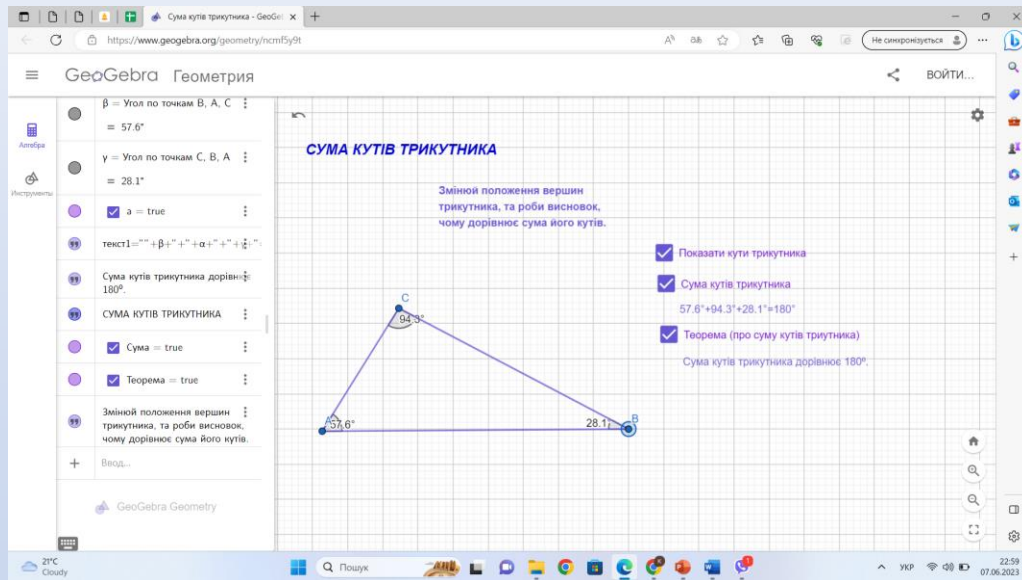 Сума кутів трикутника - GeoGe
https://www.geogebra.org/geometry/ncmf5y9t
Не синхронізується
GeoGebra Геометрия
ВОЙТИ...
Алгебра
Инструменты
β = Угол по точкам B, A, C
= 57.6°
γ = Угол по точкам C, B, A
= 28.1°
a = true
текст1=""+β+"+"+α+"+"+γ+"
Сума кутів трикутника дорівнює
180⁰.
СУМА КУТІВ ТРИКУТНИКА
Сума = true
Теорема = true
Змінюй положення вершин
трикутника, та роби висновок,
чому дорівнює сума його кутів.
Ввод...
GeoGebra Geometry
СУМА КУТІВ ТРИКУТНИКА
Змінюй положення вершин
трикутника, та роби висновок,
чому дорівнює сума його кутів.
Показати кути трикутника
Сума кутів трикутника
57.6°+94.3°+28.1°=180°
Теорема (про суму кутів триутника)
Сума кутів трикутника дорівнює 180⁰.
C
94.3°
A
57.6°
28.1°
B
21°C
Cloudy
Пошук
УКР
22:59
07.06.2023